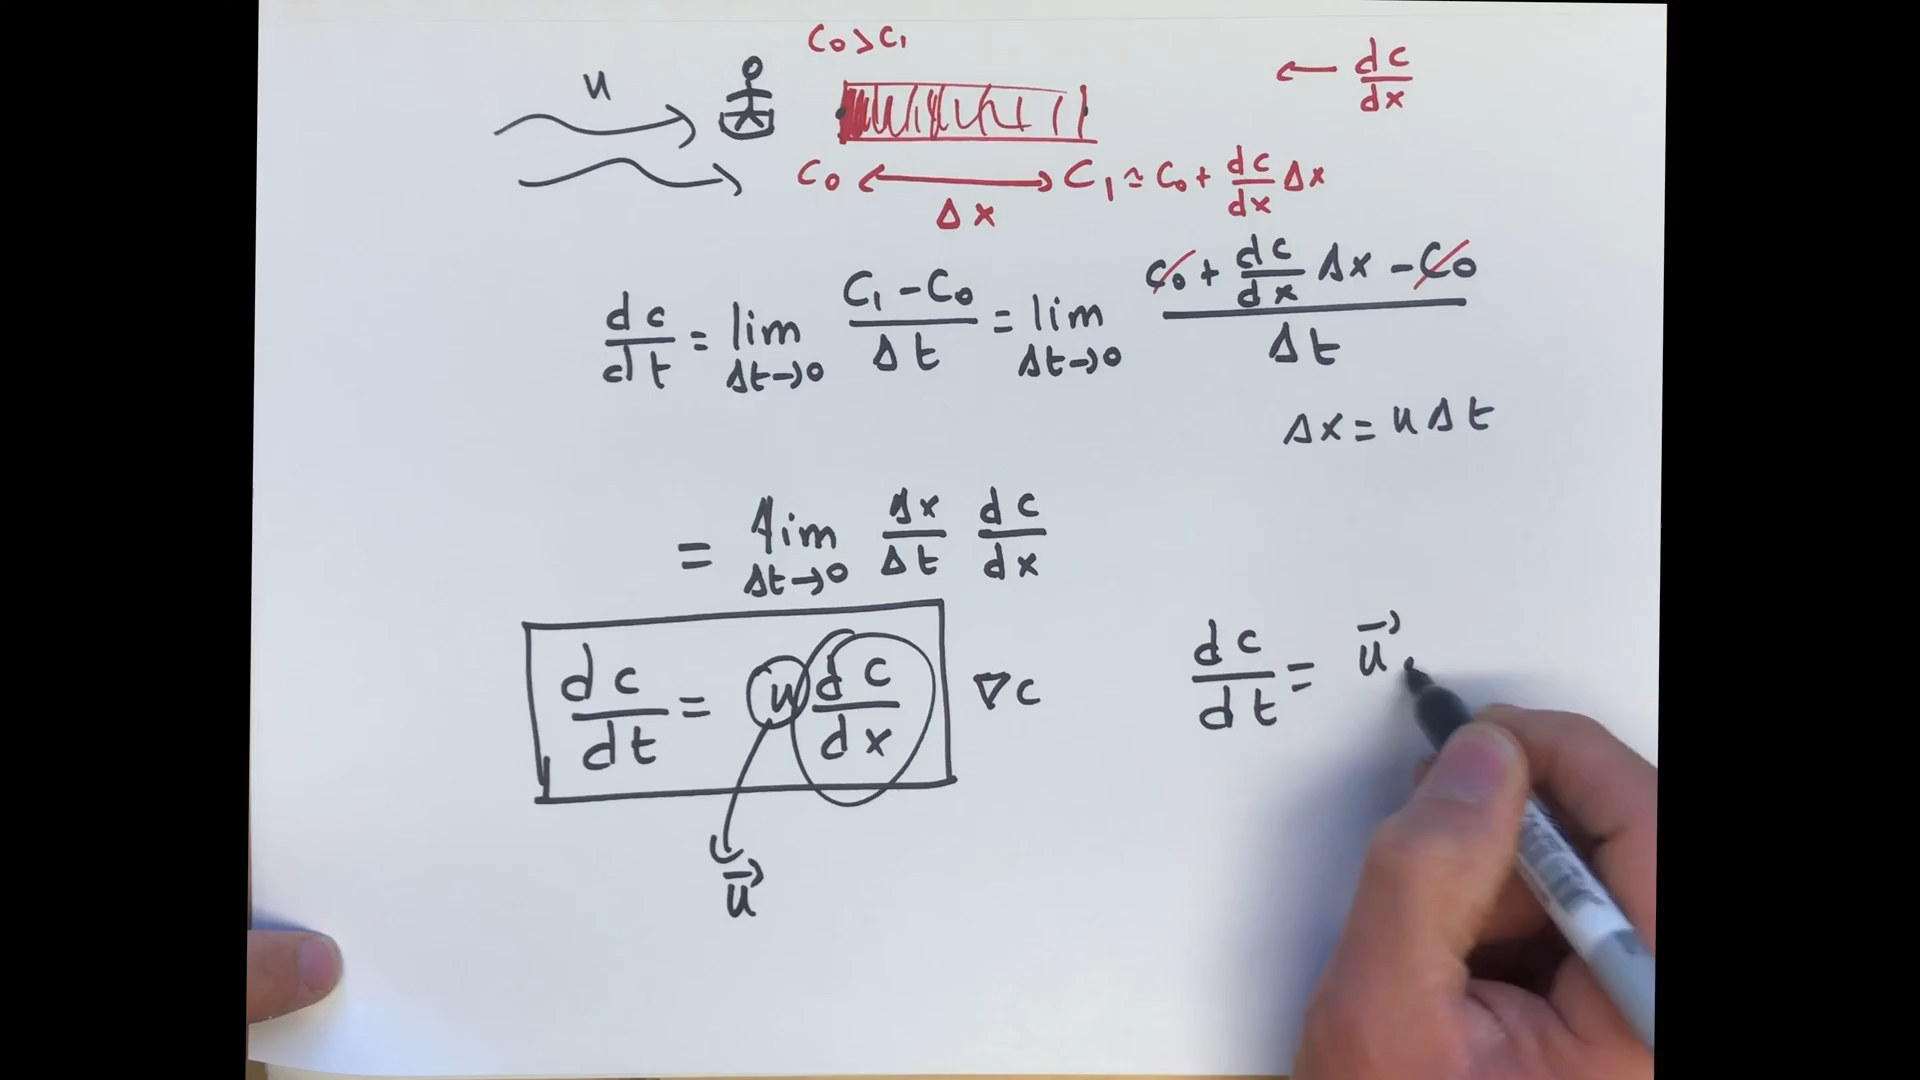 C₀ > C₁
u
← dc/dx
C₀ ⟷ C₁ ≈ C₀ + dc/dx Δx
Δx
dc/dt = lim Δt→0 (C₁ − C₀)/Δt = lim Δt→0 (C₀ + dc/dx Δx − C₀)/Δt
Δx = u Δt
= lim Δt→0 Δx/Δt dc/dx
dc/dt = u dc/dx ∇c
dc/dt = u⃗ ·
u⃗